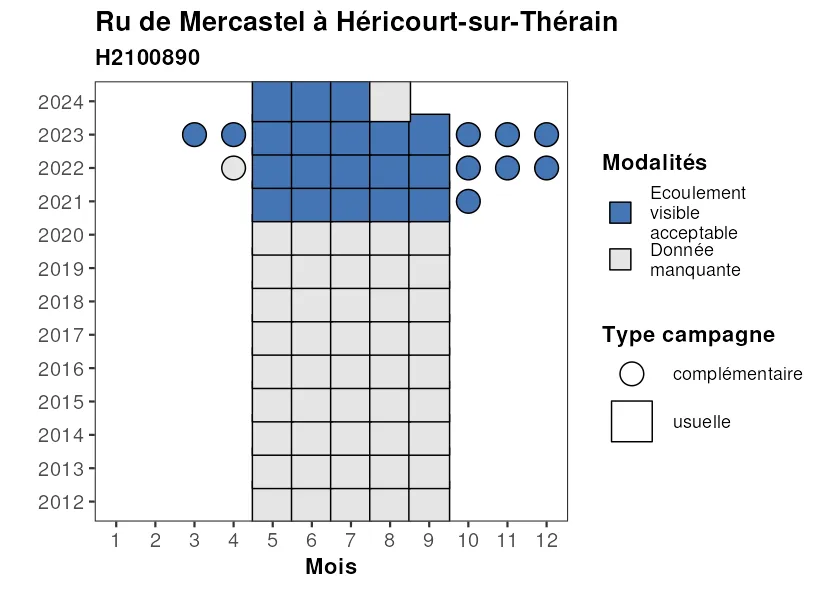 Ru de Mercastel à Héricourt-sur-Thérain
H2100890
2024
2023
2022
2021
2020
2019
2018
2017
2016
2015
2014
2013
2012
1 2 3 4 5 6 7 8 9 10 11 12
Mois
Modalités
Ecoulement
visible
acceptable
Donnée
manquante
Type campagne
complémentaire
usuelle